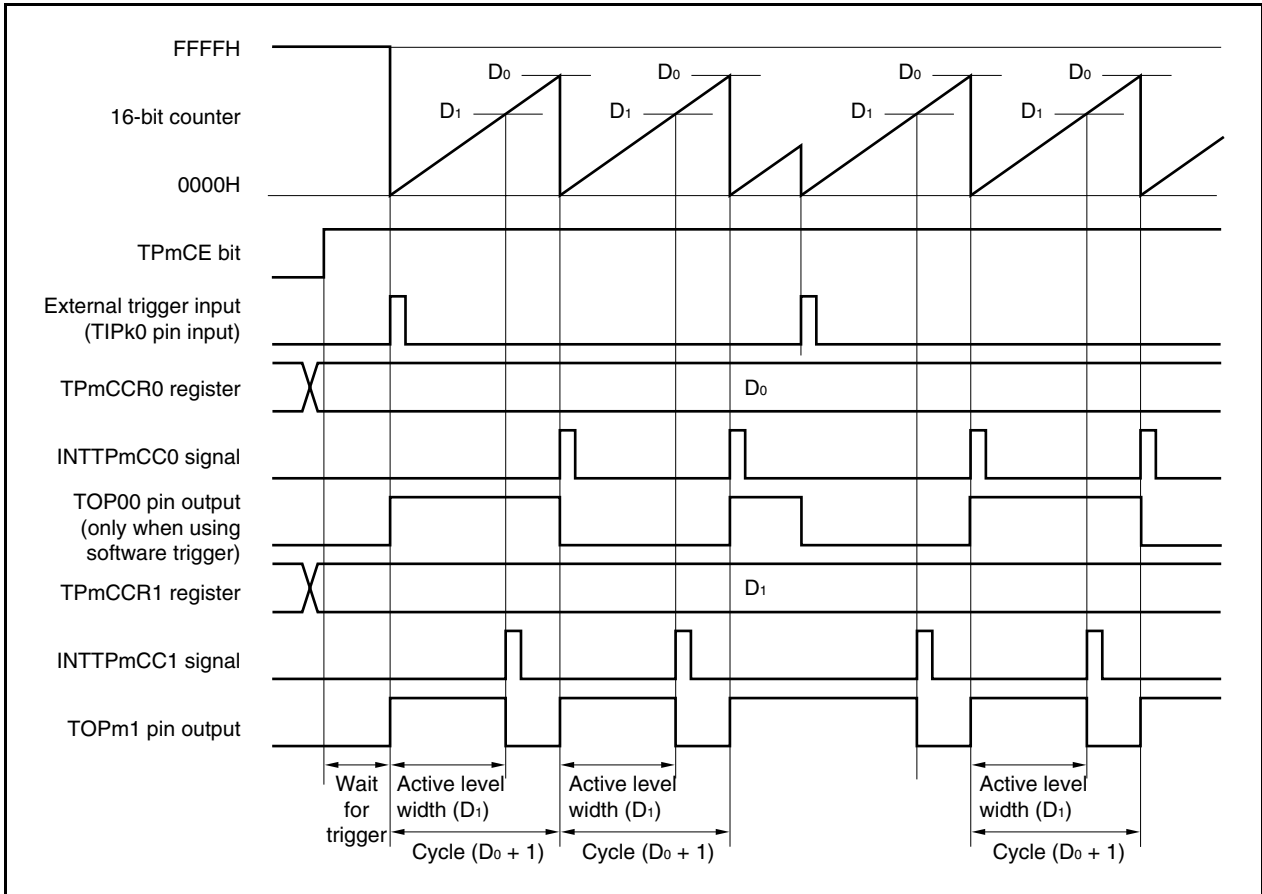 FFFFH
D0 D0 D0 D0
16-bit counter
D1 D1 D1 D1
0000H
TPmCE bit
External trigger input
(TIPk0 pin input)
TPmCCR0 register
D0
INTTPmCC0 signal
TOP00 pin output
(only when using
software trigger)
TPmCCR1 register
D1
INTTPmCC1 signal
TOPm1 pin output
Wait
for
trigger
Active level
width (D1)
Active level
width (D1)
Active level
width (D1)
Cycle (D0 + 1)
Cycle (D0 + 1)
Cycle (D0 + 1)